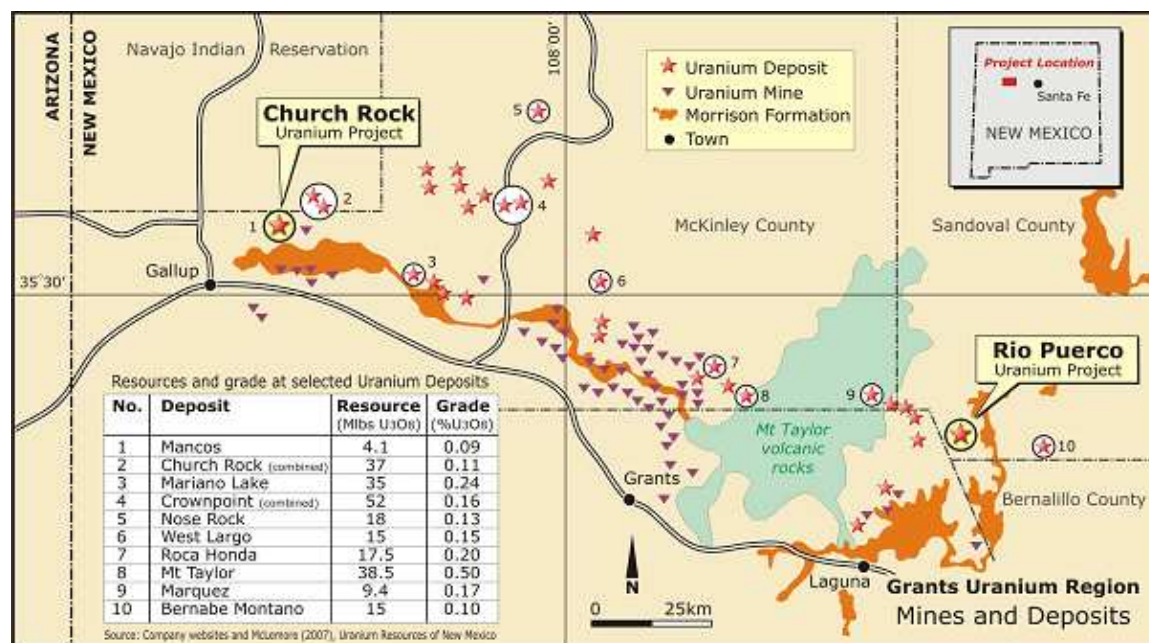 ARIZONA
NEW MEXICO
Navajo Indian Reservation
108°00'
Church Rock
Uranium Project
Uranium Deposit
Uranium Mine
Morrison Formation
Town
Project Location
Santa Fe
NEW MEXICO
5
2
1
4
McKinley County
Sandoval County
Gallup
3
6
35°30'
Rio Puerco
Uranium Project
7
8
9
10
Mt Taylor
volcanic
rocks
Grants
Bernalillo County
Laguna
N
0 25km
Grants Uranium Region
Mines and Deposits
Resources and grade at selected Uranium Deposits
No. Deposit Resource Grade
(Mlbs U3O8) (%U3O8)
1 Mancos 4.1 0.09
2 Church Rock (combined) 37 0.11
3 Mariano Lake 35 0.24
4 Crownpoint (combined) 52 0.16
5 Nose Rock 18 0.13
6 West Largo 15 0.15
7 Roca Honda 17.5 0.20
8 Mt Taylor 38.5 0.50
9 Marquez 9.4 0.17
10 Bernabe Montano 15 0.10
Source: Company websites and McLemore (2007), Uranium Resources of New Mexico